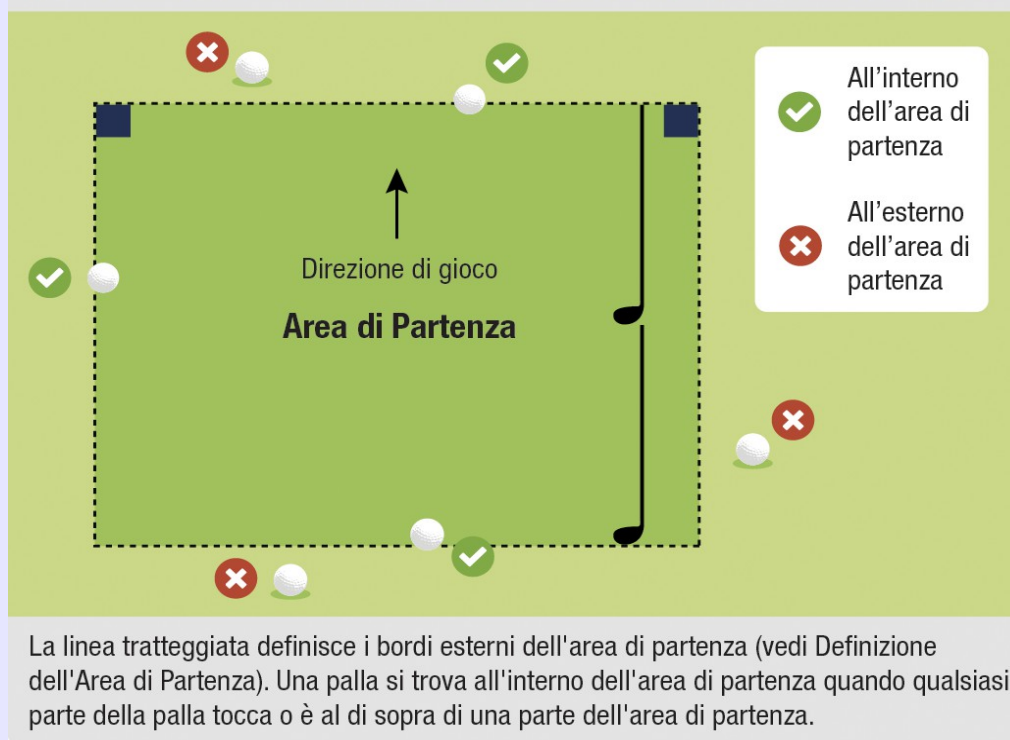 All'interno
dell'area di
partenza
All'esterno
dell'area di
partenza
Direzione di gioco
Area di Partenza
La linea tratteggiata definisce i bordi esterni dell'area di partenza (vedi Definizione
dell'Area di Partenza). Una palla si trova all'interno dell'area di partenza quando qualsiasi
parte della palla tocca o è al di sopra di una parte dell'area di partenza.